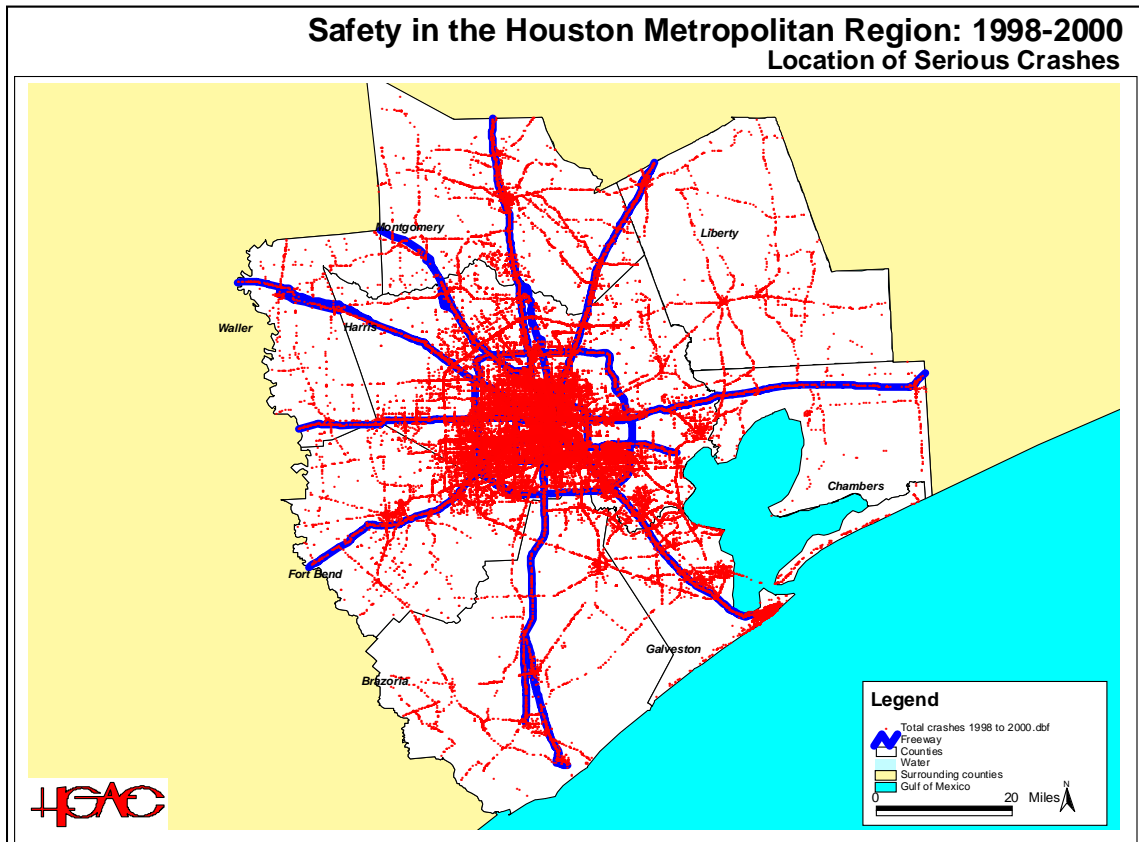 Safety in the Houston Metropolitan Region: 1998-2000
Location of Serious Crashes
Montgomery
Liberty
Waller
Harris
Chambers
Fort Bend
Galveston
Brazoria
Legend
Total crashes 1998 to 2000.dbf
Freeway
Counties
Water
Surrounding counties
Gulf of Mexico
0 20 Miles
N
HGAC